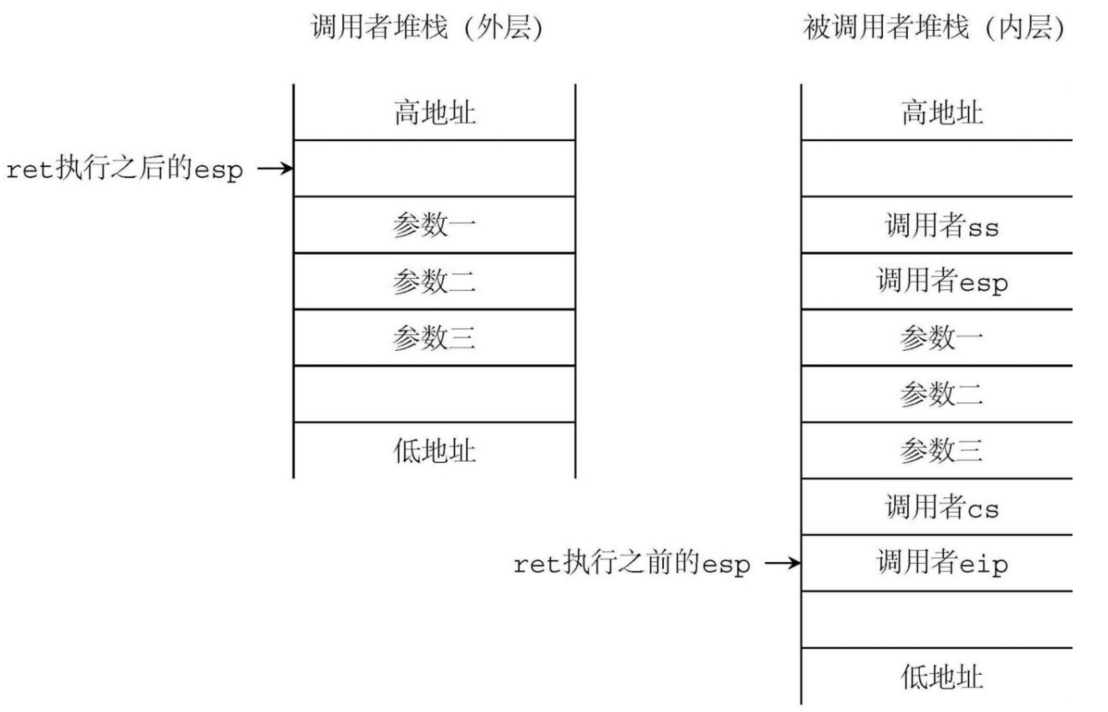 调用者堆栈 (外层)
高地址
ret执行之后的esp
参数一
参数二
参数三
低地址
被调用者堆栈 (内层)
高地址
调用者ss
调用者esp
参数一
参数二
参数三
调用者cs
ret执行之前的esp
调用者eip
低地址